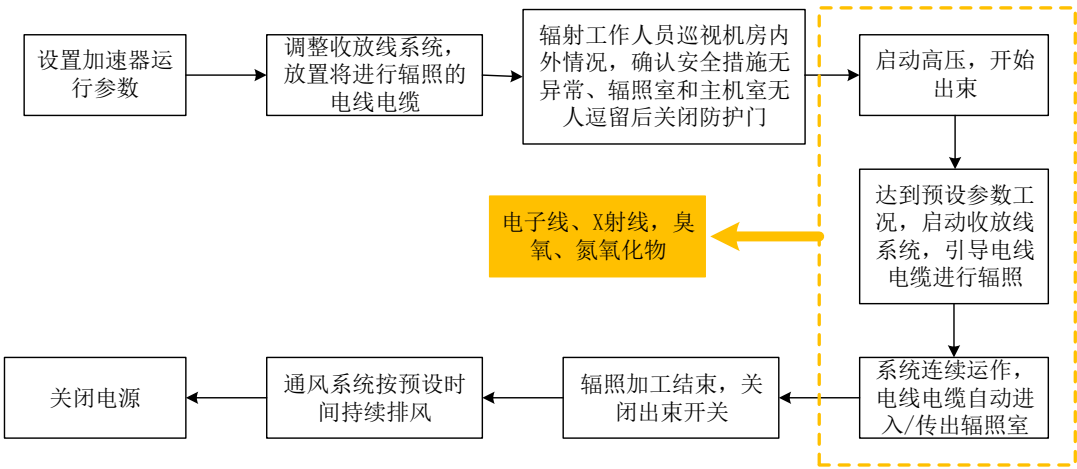 设置加速器运
行参数
调整收放线系统，
放置将进行辐照的
电线电缆
辐射工作人员巡视机房内
外情况，确认安全措施无
异常、辐照室和主机室无
人逗留后关闭防护门
启动高压，开始
出束
达到预设参数工
况，启动收放线
系统，引导电线
电缆进行辐照
电子线、X射线，臭
氧、氮氧化物
系统连续运作，
电线电缆自动进
入/传出辐照室
辐照加工结束，关
闭出束开关
通风系统按预设时
间持续排风
关闭电源